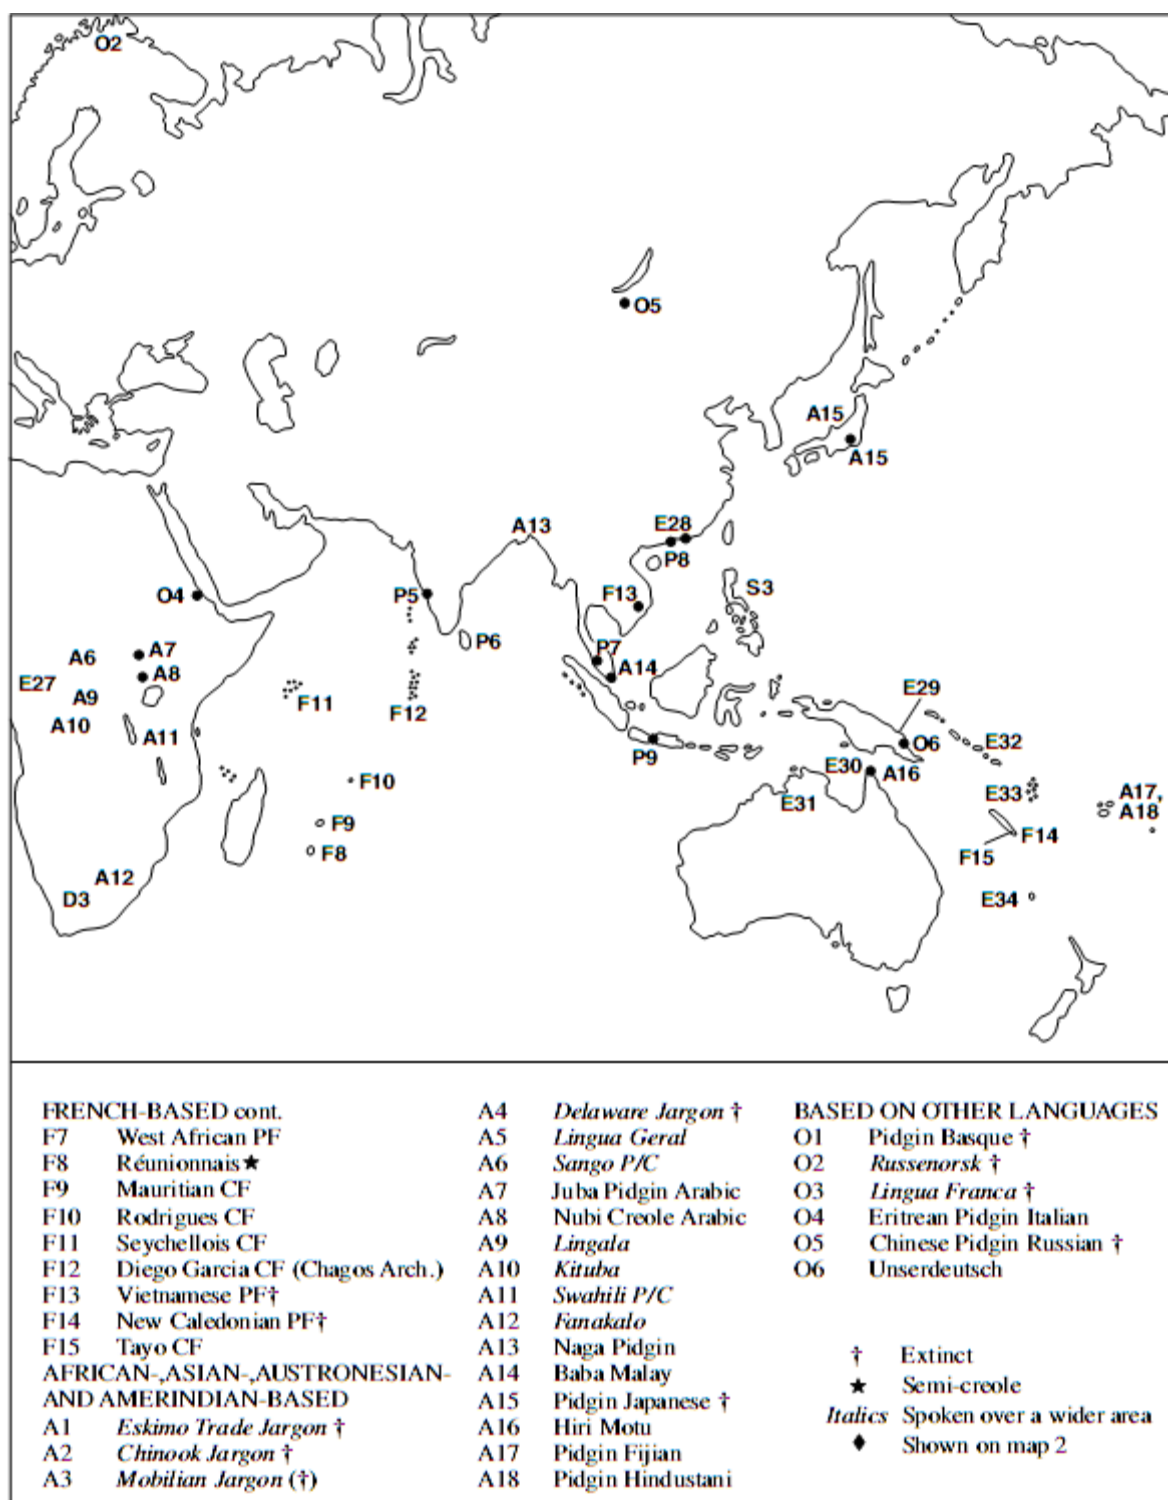 O2
O5
A15
A15
A13
E28
P8
O4
P5
F13
S3
P6
A6
A7
P7
A8
A14
E27
A9
E29
F11
F12
A10
A11
O6
E32
P9
E30
A16
F10
E31
E33
A17,
A18
F9
F14
F8
F15
A12
D3
E34
FRENCH-BASED cont.
F7 West African PF
F8 Réunionnais★
F9 Mauritian CF
F10 Rodrigues CF
F11 Seychellois CF
F12 Diego Garcia CF (Chagos Arch.)
F13 Vietnamese PF†
F14 New Caledonian PF†
F15 Tayo CF
AFRICAN-,ASIAN-,AUSTRONESIAN-
AND AMERINDIAN-BASED
A1 Eskimo Trade Jargon †
A2 Chinook Jargon †
A3 Mobilian Jargon (†)
A4 Delaware Jargon †
A5 Lingua Geral
A6 Sango P/C
A7 Juba Pidgin Arabic
A8 Nubi Creole Arabic
A9 Lingala
A10 Kituba
A11 Swahili P/C
A12 Fanakalo
A13 Naga Pidgin
A14 Baba Malay
A15 Pidgin Japanese †
A16 Hiri Motu
A17 Pidgin Fijian
A18 Pidgin Hindustani
BASED ON OTHER LANGUAGES
O1 Pidgin Basque †
O2 Russenorsk †
O3 Lingua Franca †
O4 Eritrean Pidgin Italian
O5 Chinese Pidgin Russian †
O6 Unserdeutsch
† Extinct
★ Semi-creole
Italics Spoken over a wider area
♦ Shown on map 2